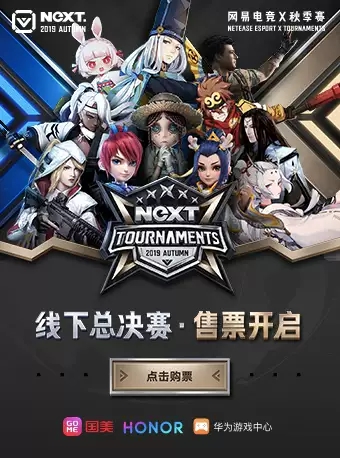 NEXT
2019 AUTUMN
网易电竞X秋季赛
NETEASE ESPORT X TOURNAMENTS
NEXT
TOURNAMENTS
2019 AUTUMN
线下总决赛·售票开启
点击购票
GOME 国美 HONOR 华为游戏中心